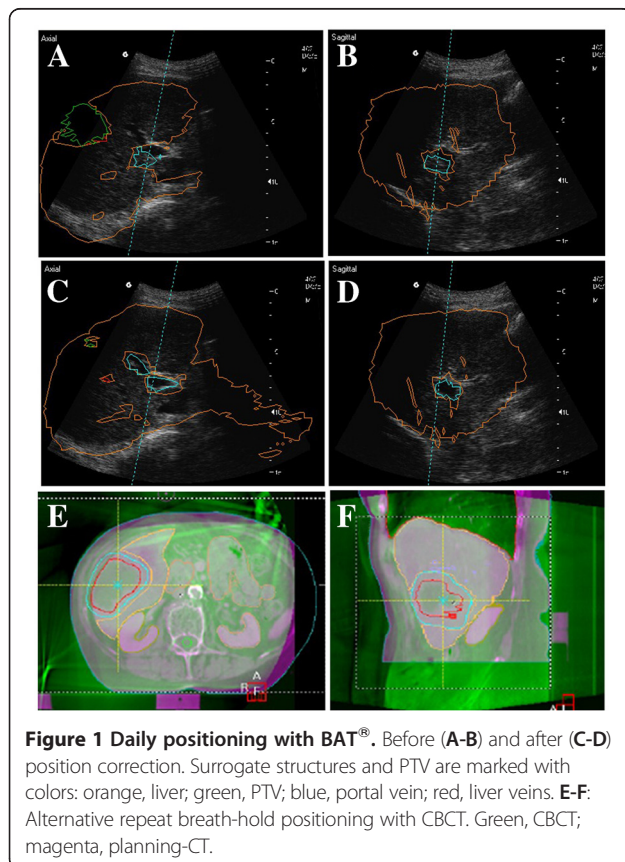 Axial
A
Sagittal
B
Axial
C
Sagittal
D
E
F
A
R
F
Figure 1 Daily positioning with BAT®. Before (A-B) and after (C-D)
position correction. Surrogate structures and PTV are marked with
colors: orange, liver; green, PTV; blue, portal vein; red, liver veins. E-F:
Alternative repeat breath-hold positioning with CBCT. Green, CBCT;
magenta, planning-CT.